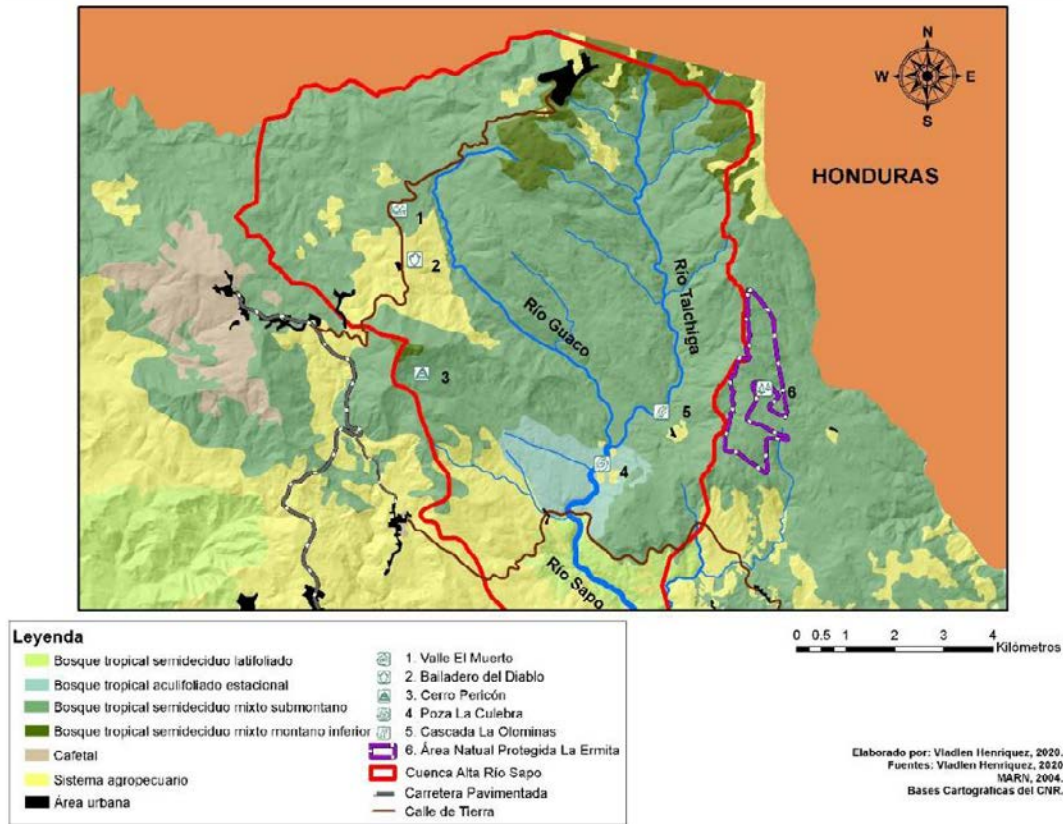 N
W E
S
HONDURAS
1
2
Río Guaco
Río Talchiga
3
6
5
4
Río Sapo
Leyenda
Bosque tropical semideciduo latifoliado
Bosque tropical aculifoliado estacional
Bosque tropical semideciduo mixto submontano
Bosque tropical semideciduo mixto montano inferior
Cafetal
Sistema agropecuario
Área urbana
1. Valle El Muerto
2. Bailadero del Diablo
3. Cerro Pericón
4. Poza La Culebra
5. Cascada La Olominas
6. Área Natual Protegida La Ermita
Cuenca Alta Río Sapo
Carretera Pavimentada
Calle de Tierra
0 0.5 1 2 3 4
Kilómetros
Elaborado por: Vladlen Henriquez, 2020.
Fuentes: Vladlen Henriquez, 2020
MARN, 2004.
Bases Cartográficas del CNR.